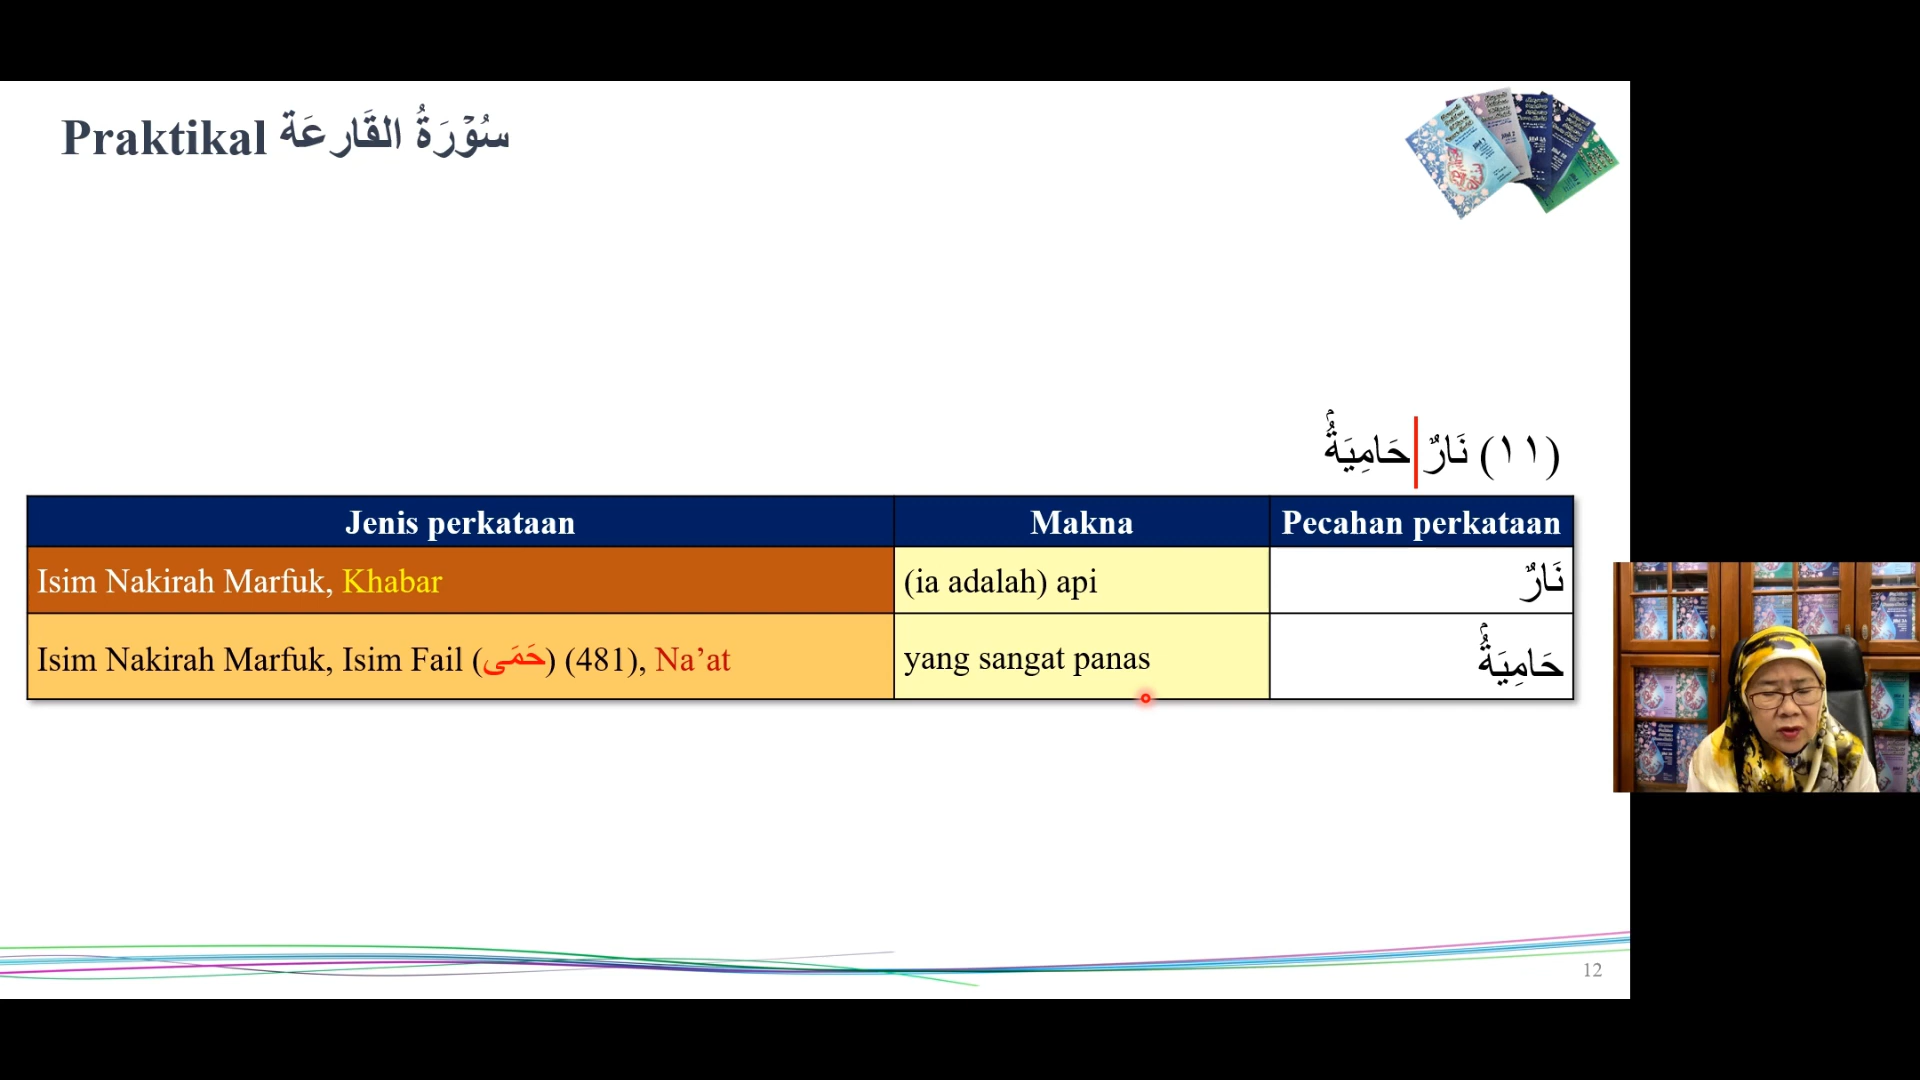 Praktikal سُوْرَةُ القَارعَة
(١١) نَارٌ حَامِيَةٌۢ
Jenis perkataan Makna Pecahan perkataan
Isim Nakirah Marfuk, Khabar (ia adalah) api نَارٌ
Isim Nakirah Marfuk, Isim Fail (حَمَى) (481), Na’at yang sangat panas حَامِيَةٌۢ
12